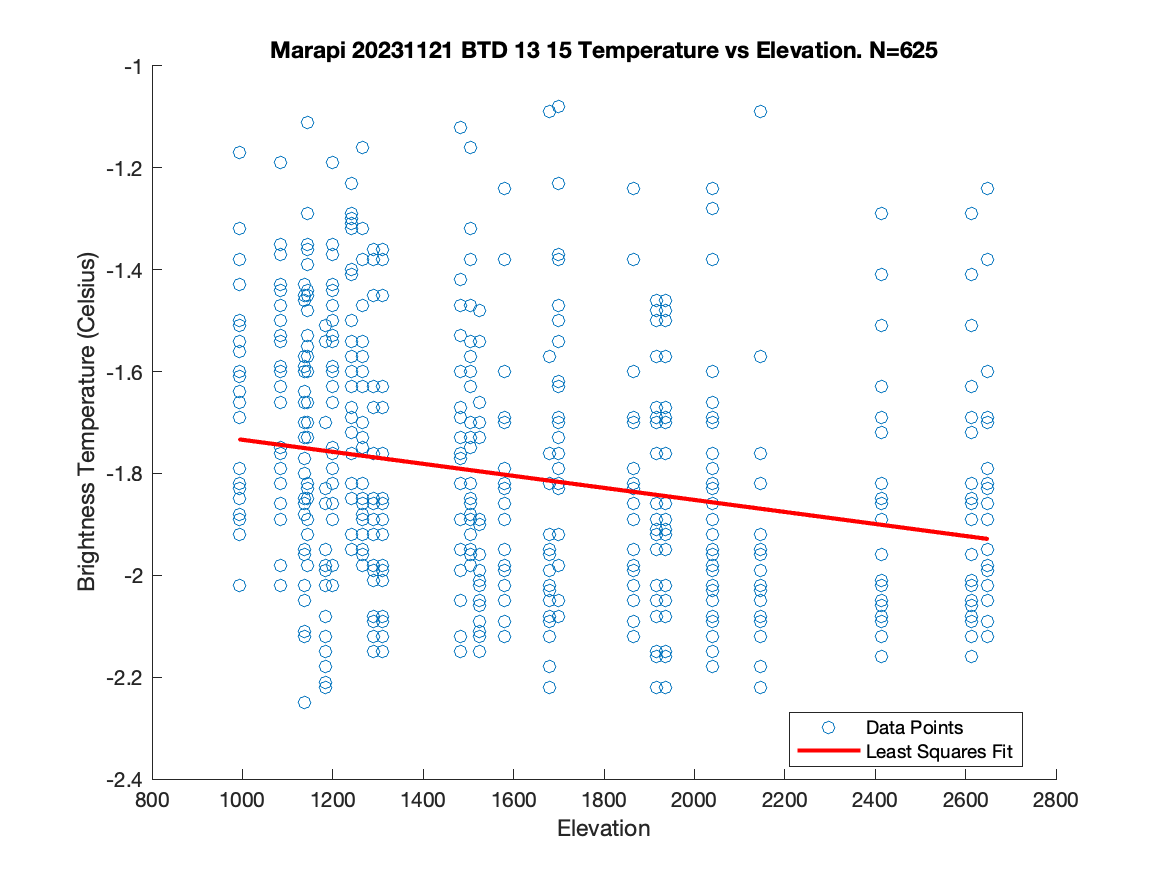 Marapi 20231121 BTD 13 15 Temperature vs Elevation. N=625
-1
-1.2
-1.4
-1.6
-1.8
-2
-2.2
-2.4
Brightness Temperature (Celsius)
Data Points
Least Squares Fit
800 1000 1200 1400 1600 1800 2000 2200 2400 2600 2800
Elevation